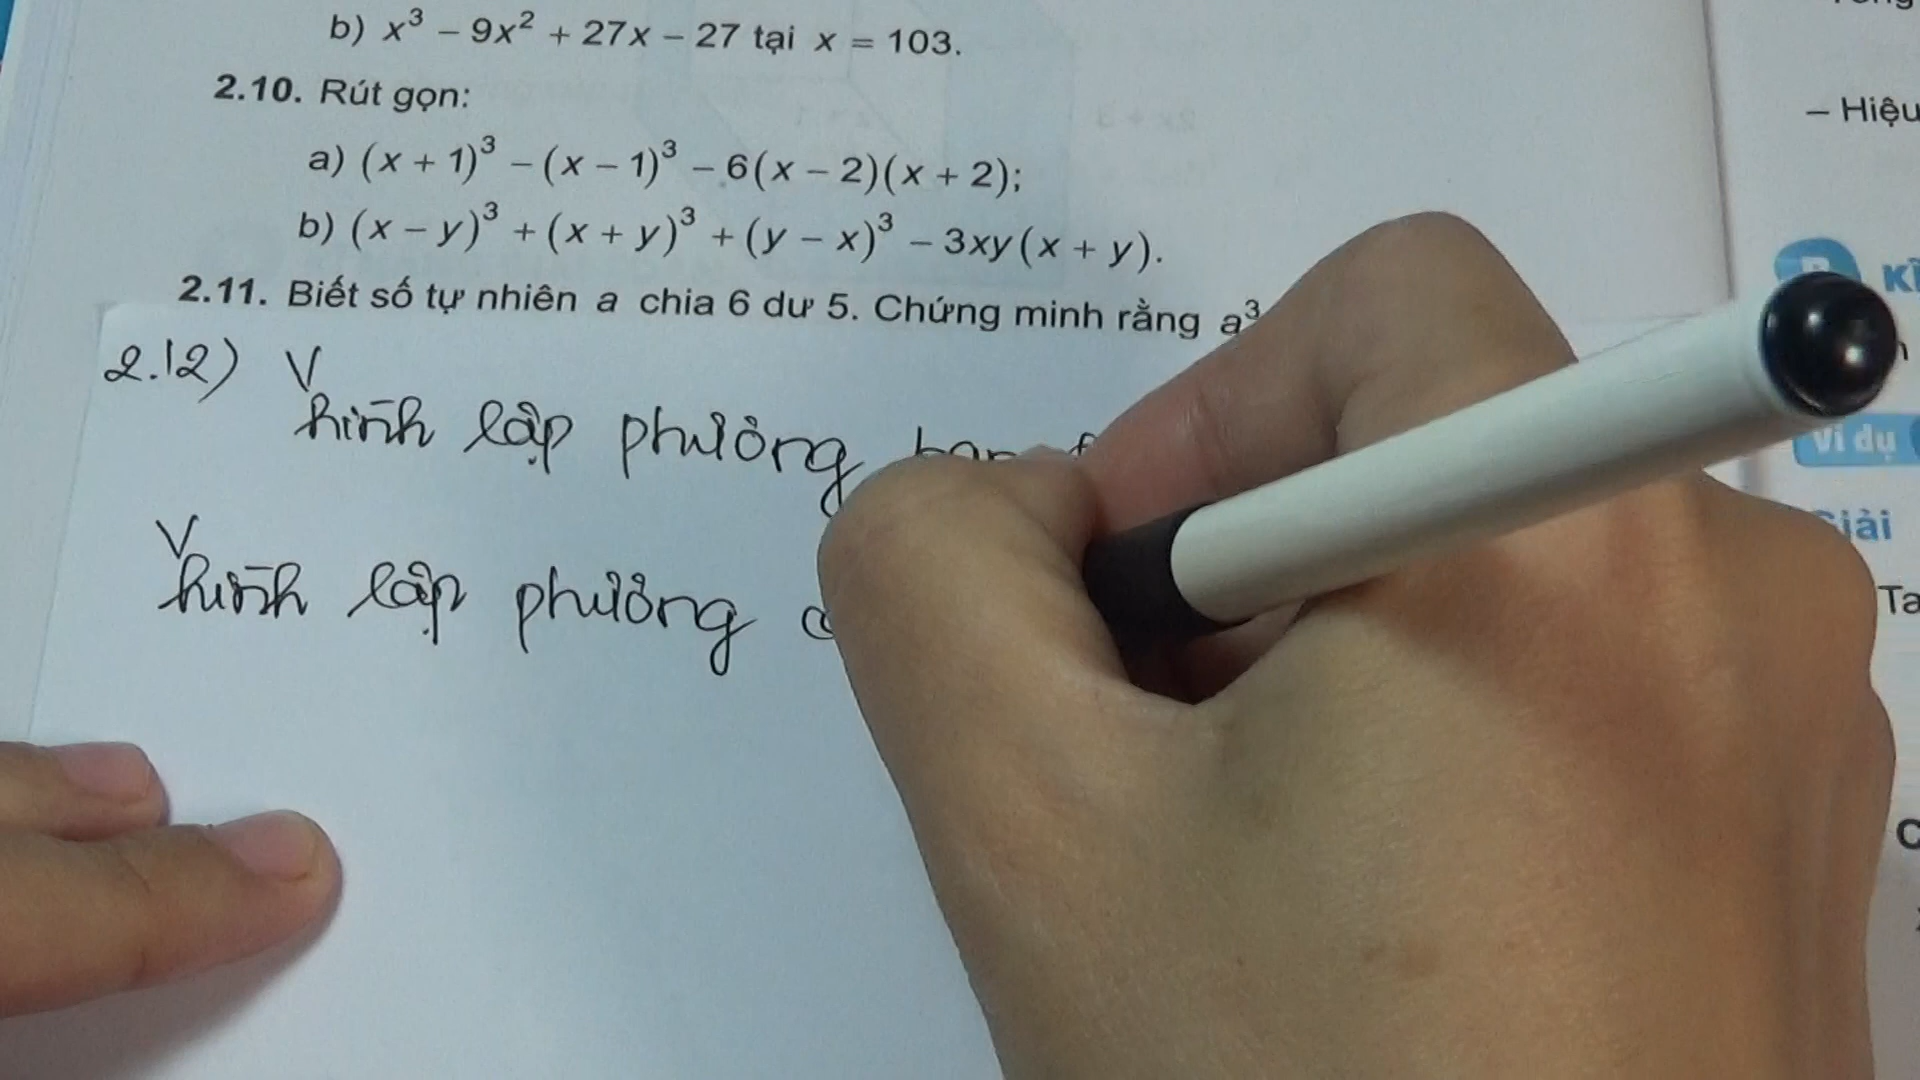 b) x³ – 9x² + 27x – 27 tại x = 103.
2.10. Rút gọn:
a) (x + 1)³ – (x – 1)³ – 6(x – 2)(x + 2);
b) (x – y)³ + (x + y)³ + (y – x)³ – 3xy(x + y).
2.11. Biết số tự nhiên a chia 6 dư 5. Chứng minh rằng a³
2.12) V
hình lập phương
V
hình lập phương
– Hiệu
Ví dụ
Giải